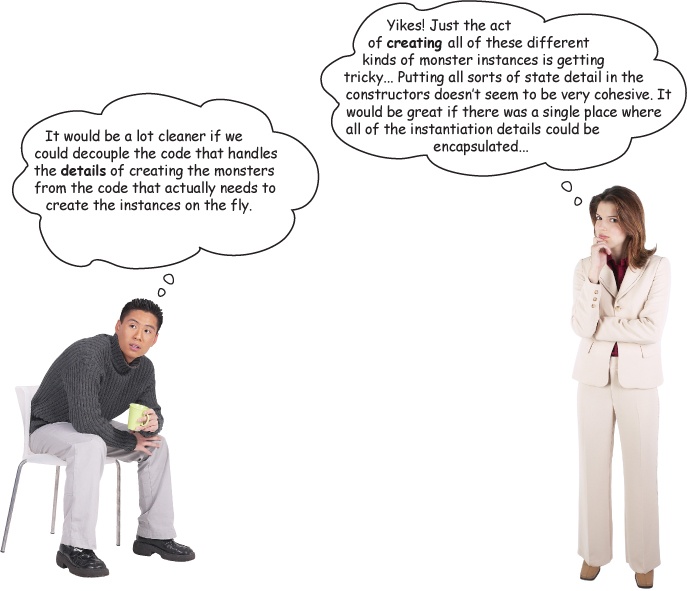 Yikes! Just the act
of creating all of these different
kinds of monster instances is getting
tricky... Putting all sorts of state detail in the
constructors doesn't seem to be very cohesive. It
would be great if there was a single place where
all of the instantiation details could be
encapsulated...
It would be a lot cleaner if we
could decouple the code that handles
the details of creating the monsters
from the code that actually needs to
create the instances on the fly.